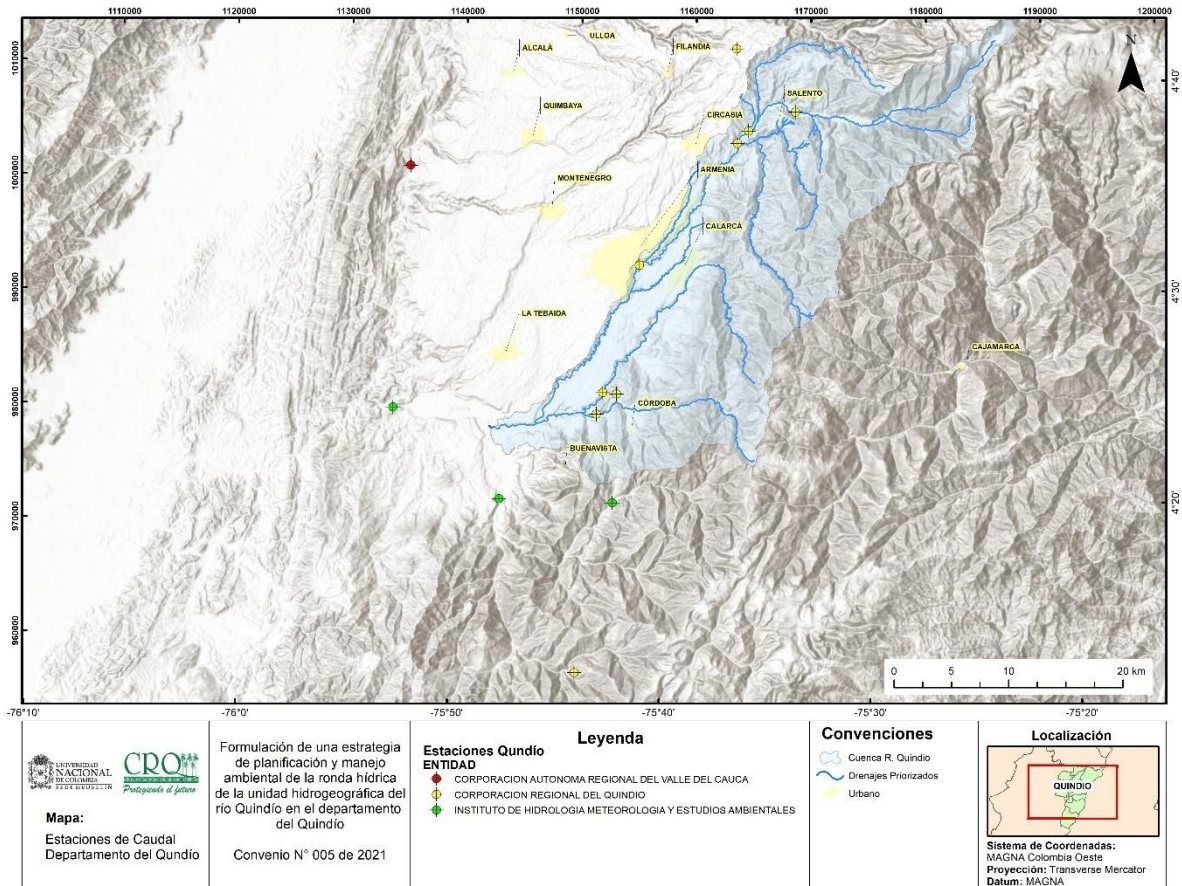 1110000 1120000 1130000 1140000 1150000 1160000 1170000 1180000 1190000 1200000
1010000
1000000
990000
980000
970000
960000
4°40'
4°30'
4°20'
N
ULLOA
ALCALÁ
FILANDIA
QUIMBAYA
SALENTO
CIRCASIA
ARMENIA
MONTENEGRO
CALARCÁ
LA TEBAIDA
CAJAMARCA
CÓRDOBA
BUENAVISTA
0 5 10 20 km
-76°10' -76°0' -75°50' -75°40' -75°30' -75°20'
UNIVERSIDAD
NACIONAL
DE COLOMBIA
SEDE MEDELLÍN
CRQ
Protegiendo el futuro
Mapa:
Estaciones de Caudal
Departamento del Qundío
Formulación de una estrategia
de planificación y manejo
ambiental de la ronda hídrica
de la unidad hidrogeográfica del
río Quindío en el departamento
del Quindío
Convenio N° 005 de 2021
Leyenda
Estaciones Qundío
ENTIDAD
CORPORACION AUTONOMA REGIONAL DEL VALLE DEL CAUCA
CORPORACION REGIONAL DEL QUINDIO
INSTITUTO DE HIDROLOGIA METEOROLOGIA Y ESTUDIOS AMBIENTALES
Convenciones
Cuenca R. Quindio
Drenajes Priorizados
Urbano
Localización
QUINDIO
Sistema de Coordenadas:
MAGNA Colombia Oeste
Proyección: Transverse Mercator
Datum: MAGNA